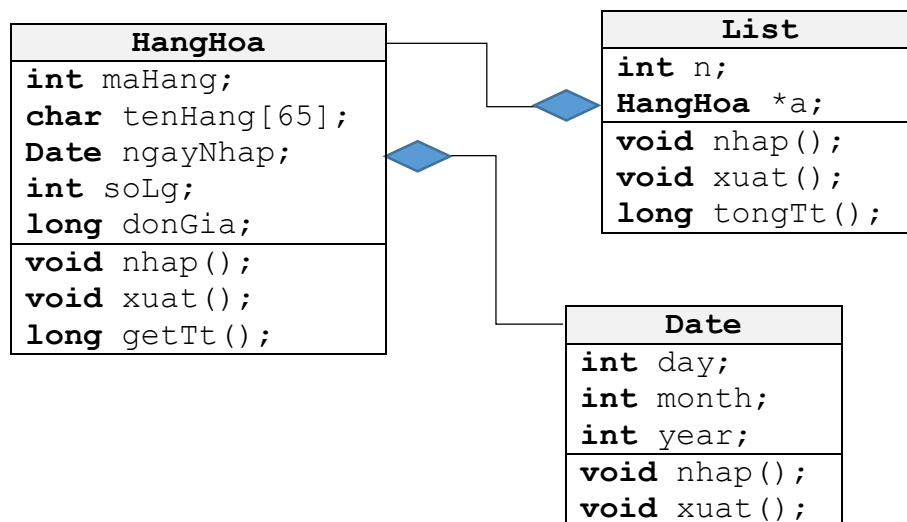 HangHoa
int maHang;
char tenHang[65];
Date ngayNhap;
int soLg;
long donGia;
void nhap();
void xuat();
long getTt();
List
int n;
HangHoa *a;
void nhap();
void xuat();
long tongTt();
Date
int day;
int month;
int year;
void nhap();
void xuat();